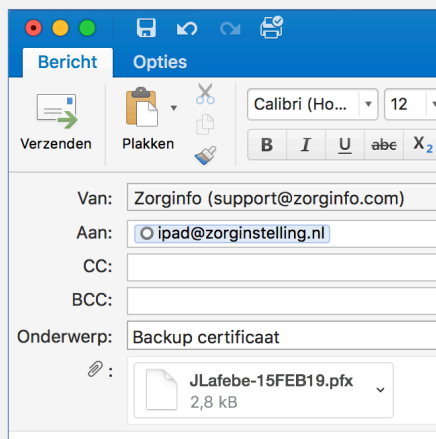 Bericht Opties
Verzenden Plakken Calibri (Ho... 12
B I U abc X2
Van: Zorginfo (support@zorginfo.com)
Aan: ipad@zorginstelling.nl
CC:
BCC:
Onderwerp: Backup certificaat
: JLafebe-15FEB19.pfx
2,8 kB